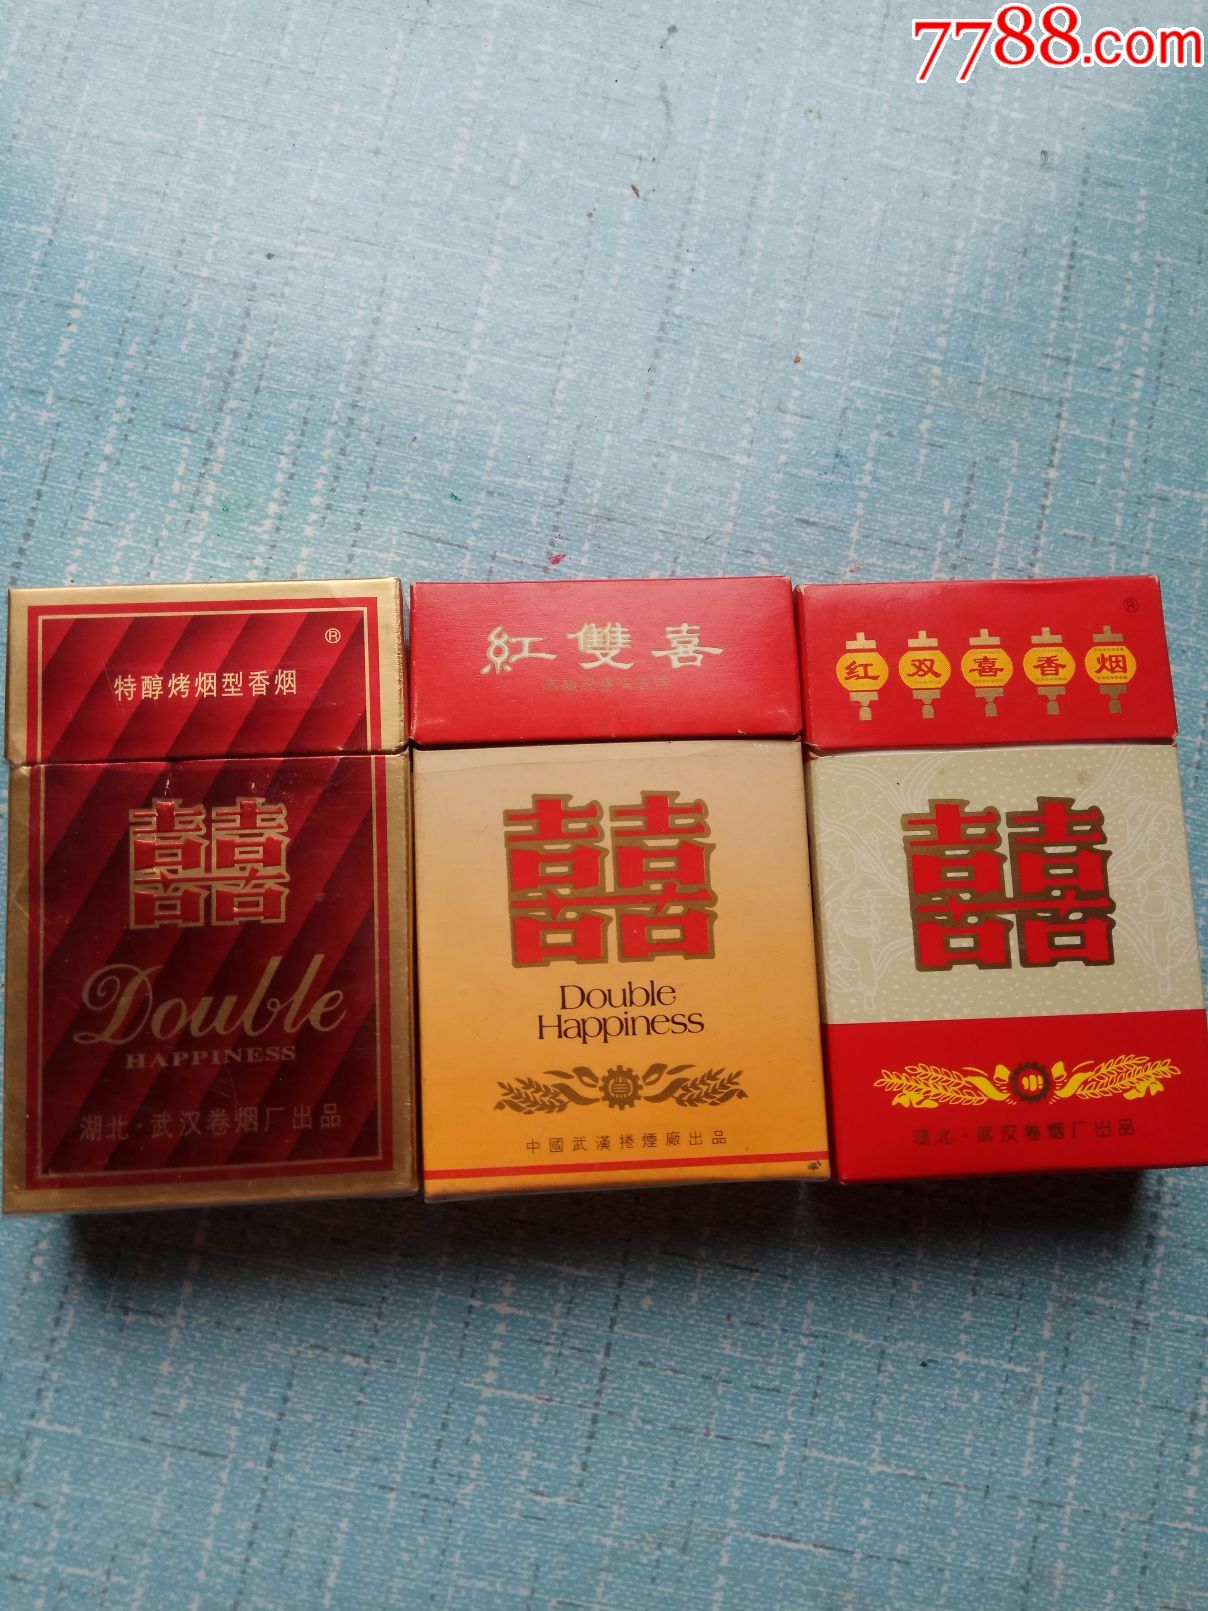 7788.com
特醇烤烟型香烟
®
囍
Double
HAPPINESS
湖北·武汉卷烟厂出品
紅雙喜
囍
Double
Happiness
中國武漢捲煙廠出品
®
红双喜香烟
囍
湖北·武汉卷烟厂出品